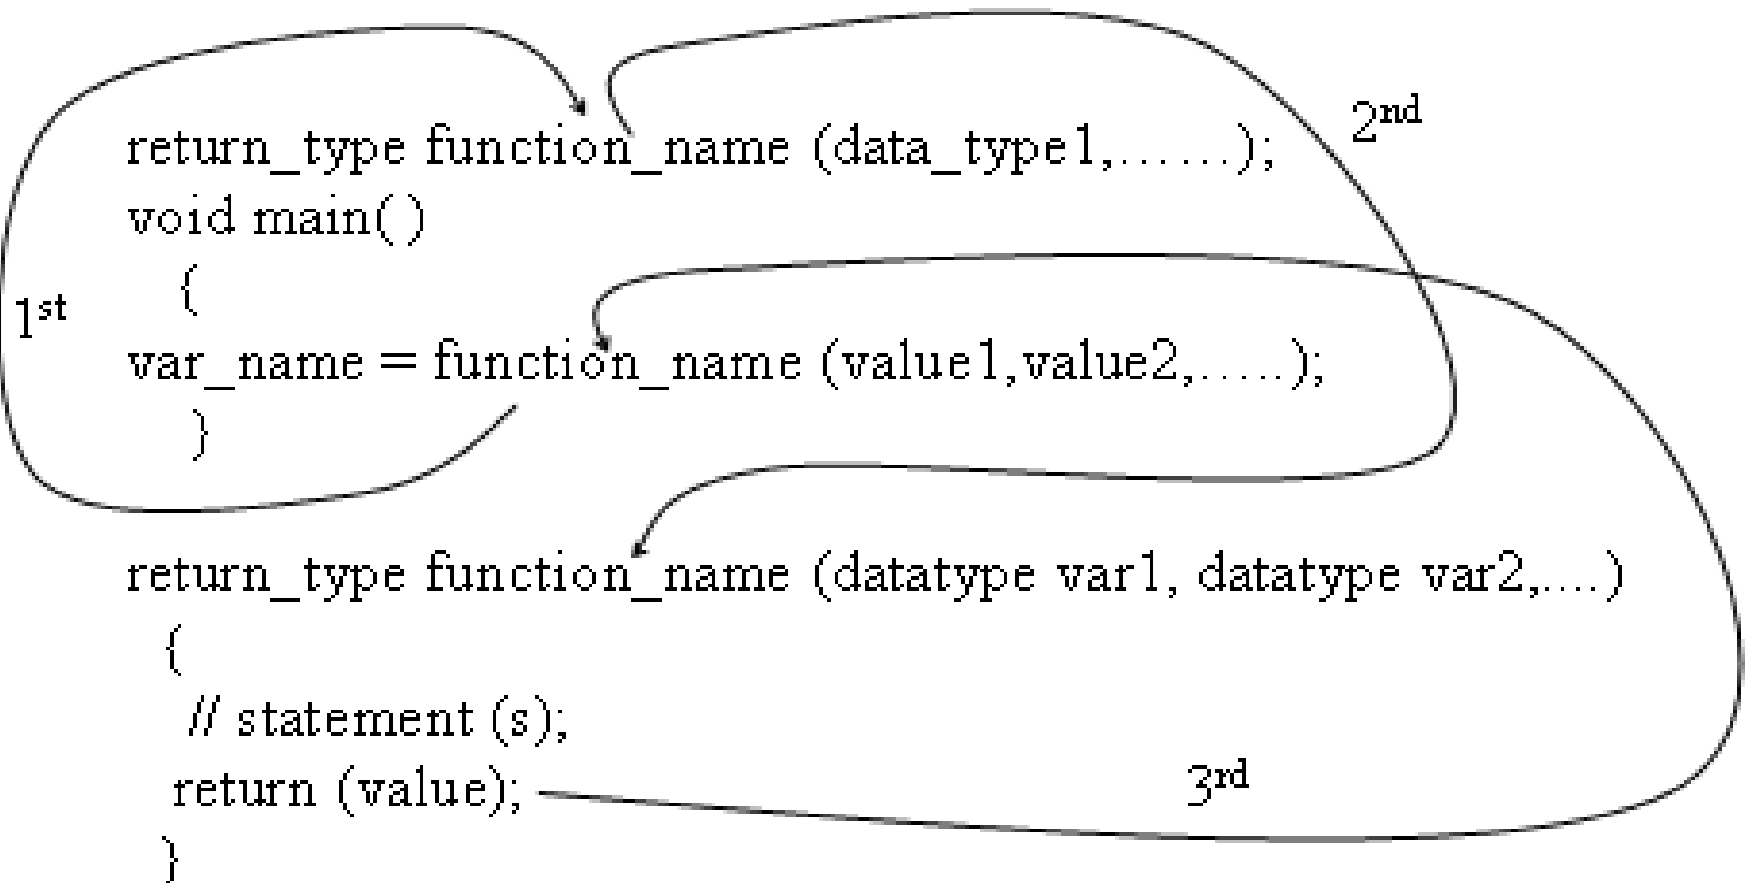 2nd
return_type function_name (data_type1,......);
void main( )
{
1st
var_name = function_name (value1,value2,.....);
}
return_type function_name (datatype var1, datatype var2,....)
{
// statement (s);
return (value);
3rd
}